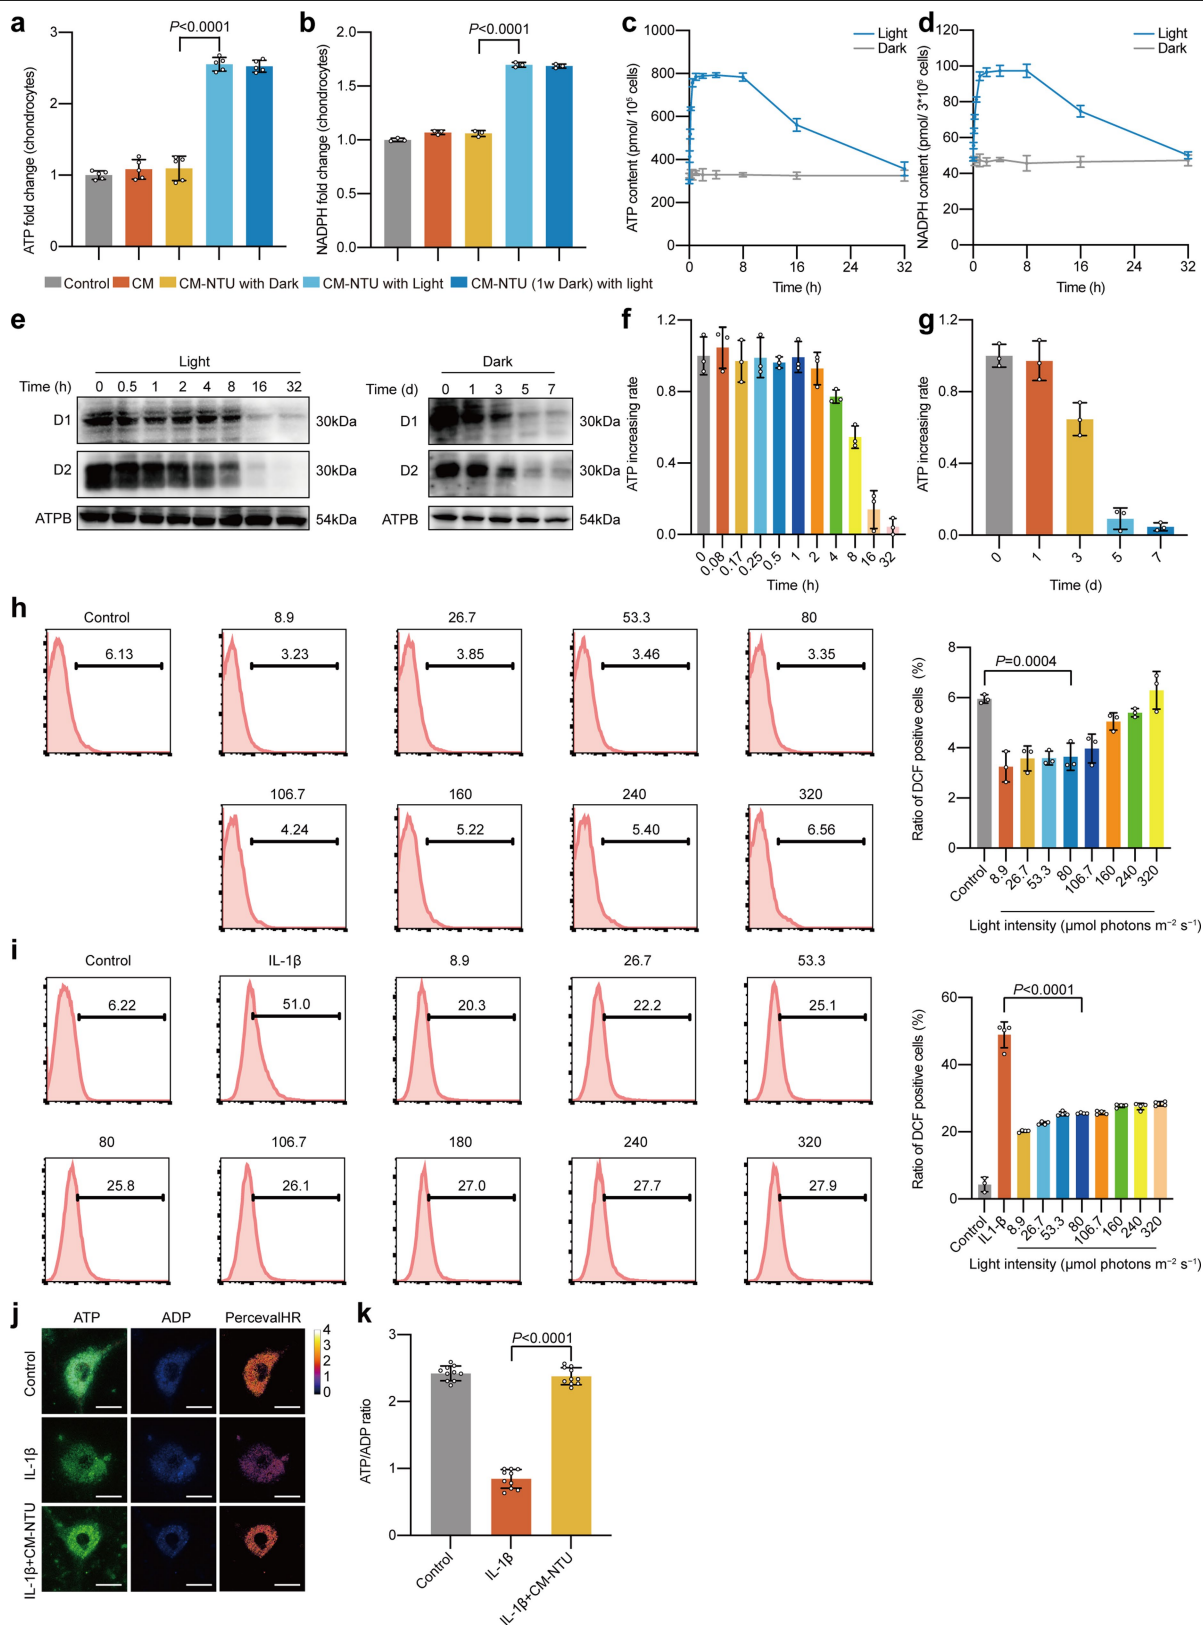 a
P<0.0001
ATP fold change (chondrocytes)
3
2
1
0
b
P<0.0001
NADPH fold change (chondrocytes)
2.0
1.5
1.0
0.5
0.0
Control CM CM-NTU with Dark CM-NTU with Light CM-NTU (1w Dark) with light
c
Light
Dark
ATP content (pmol/ 10⁵ cells)
1000
800
600
400
200
0
0 8 16 24 32
Time (h)
d
Light
Dark
NADPH content (pmol/ 3*10⁶ cells)
120
100
80
60
40
20
0
0 8 16 24 32
Time (h)
e
Light
Time (h) 0 0.5 1 2 4 8 16 32
D1 30kDa
D2 30kDa
ATPB 54kDa
Dark
Time (d) 0 1 3 5 7
D1 30kDa
D2 30kDa
ATPB 54kDa
f
ATP increasing rate
1.2
0.8
0.4
0.0
0 0.08 0.17 0.25 0.5 1 2 4 8 16 32
Time (h)
g
ATP increasing rate
1.2
0.8
0.4
0.0
0 1 3 5 7
Time (d)
h
Control 8.9 26.7 53.3 80
6.13 3.23 3.85 3.46 3.35
106.7 160 240 320
4.24 5.22 5.40 6.56
P=0.0004
Ratio of DCF positive cells (%)
8
6
4
2
0
Control 8.9 26.7 53.3 80 106.7 160 240 320
Light intensity (µmol photons m⁻² s⁻¹)
i
Control IL-1β 8.9 26.7 53.3
6.22 51.0 20.3 22.2 25.1
80 106.7 180 240 320
25.8 26.1 27.0 27.7 27.9
P<0.0001
Ratio of DCF positive cells (%)
60
40
20
0
Control IL1-β 8.9 26.7 53.3 80 106.7 160 240 320
Light intensity (µmol photons m⁻² s⁻¹)
j
ATP ADP PercevalHR
Control
IL-1β
IL-1β+CM-NTU
4
3
2
1
0
k
P<0.0001
ATP/ADP ratio
3
2
1
0
Control IL-1β IL-1β+CM-NTU